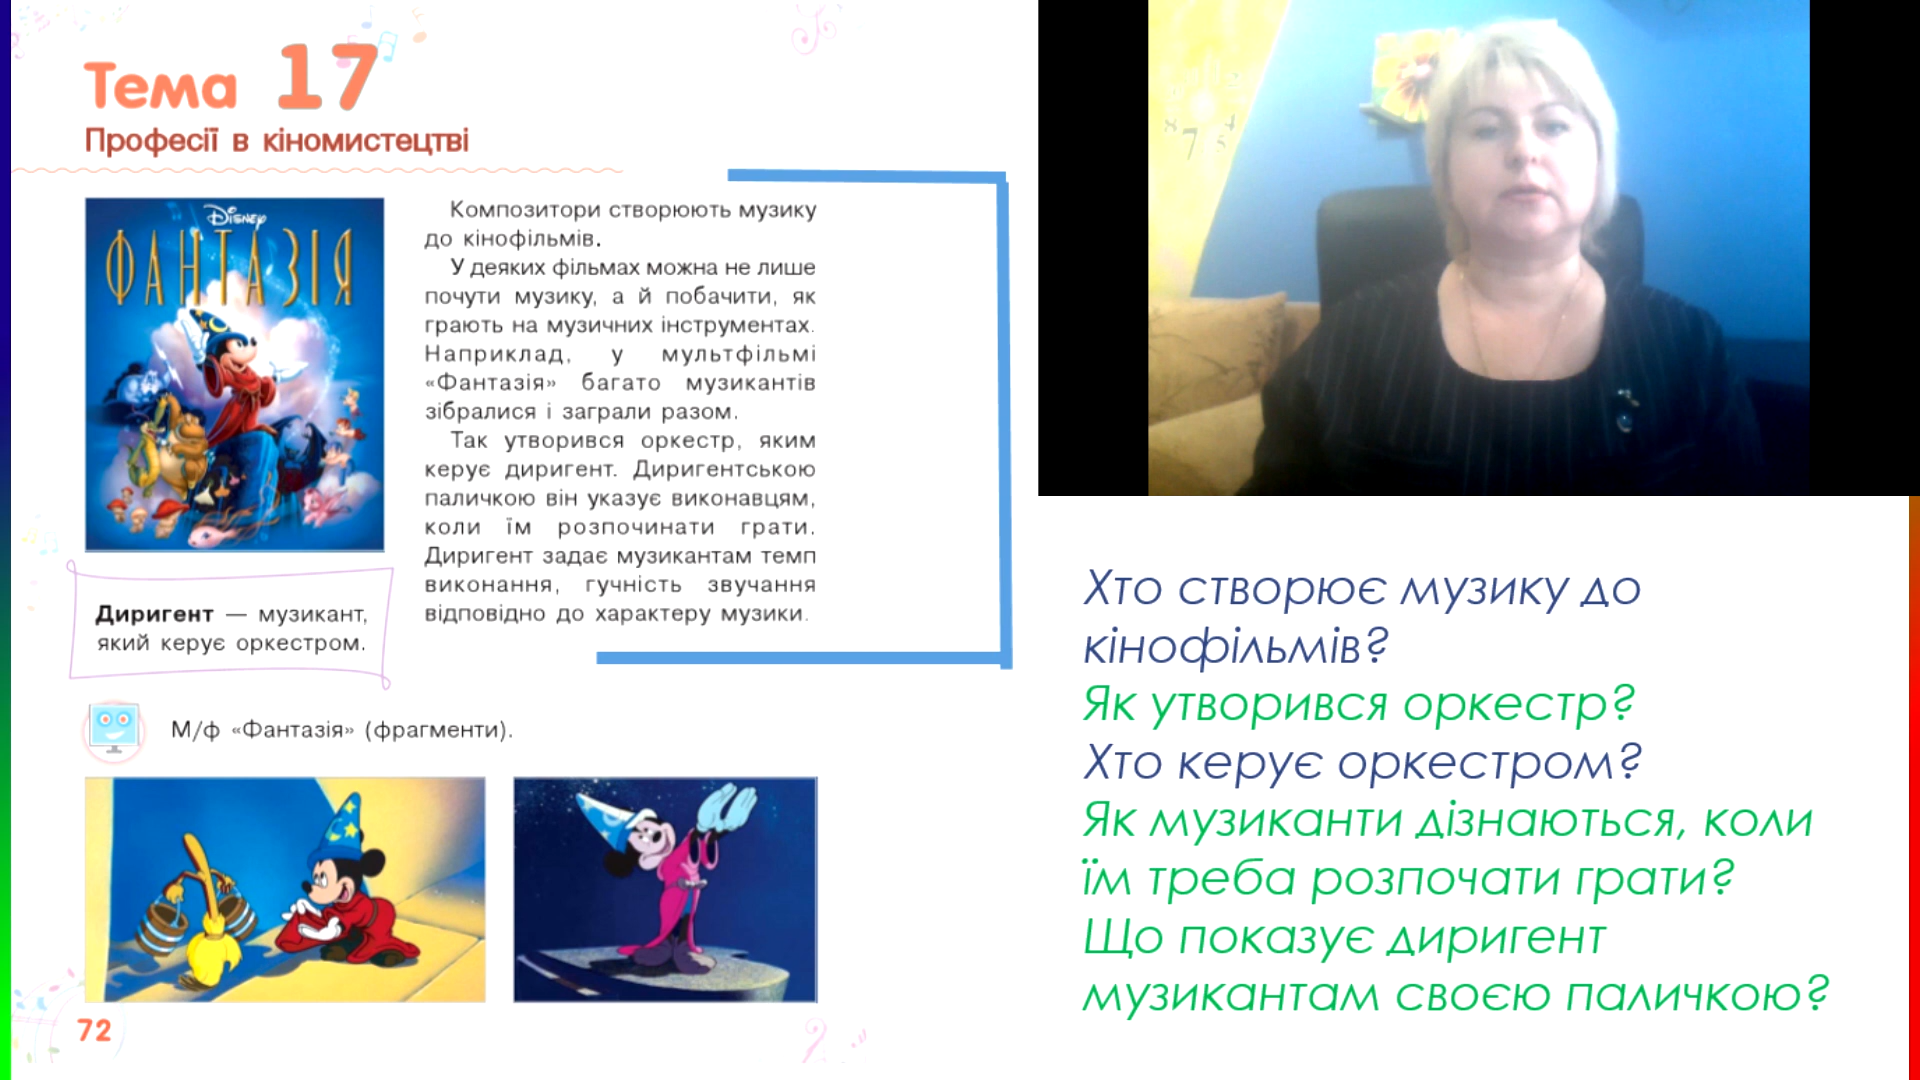 Тема 17
Професії в кіномистецтві
Disney
ФАНТАЗІЯ
Композитори створюють музику
до кінофільмів.
У деяких фільмах можна не лише
почути музику, а й побачити, як
грають на музичних інструментах.
Наприклад, у мультфільмі
«Фантазія» багато музикантів
зібралися і заграли разом.
Так утворився оркестр, яким
керує диригент. Диригентською
паличкою він указує виконавцям,
коли їм розпочинати грати.
Диригент задає музикантам темп
виконання, гучність звучання
відповідно до характеру музики.
Диригент — музикант,
який керує оркестром.
М/ф «Фантазія» (фрагменти).
72
7
Хто створює музику до
кінофільмів?
Як утворився оркестр?
Хто керує оркестром?
Як музиканти дізнаються, коли
їм треба розпочати грати?
Що показує диригент
музикантам своєю паличкою?